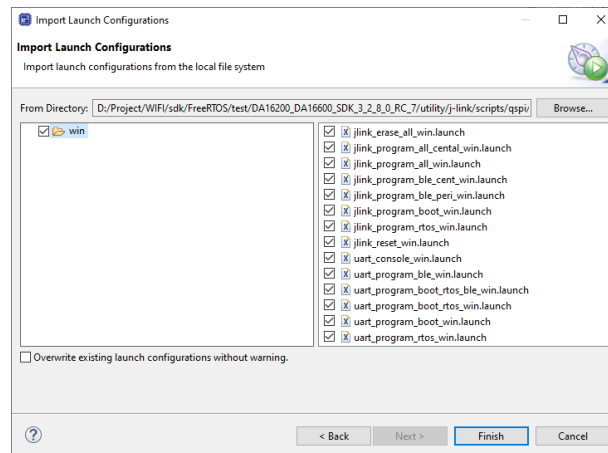 Import Launch Configurations
Import Launch Configurations
Import launch configurations from the local file system
From Directory: D:/Project/WIFI/sdk/FreeRTOS/test/DA16200_DA16600_SDK_3_2_8_0_RC_7/utility/j-link/scripts/qspi/ Browse...
win
jlink_erase_all_win.launch
jlink_program_all_cental_win.launch
jlink_program_all_win.launch
jlink_program_ble_cent_win.launch
jlink_program_ble_peri_win.launch
jlink_program_boot_win.launch
jlink_program_rtos_win.launch
jlink_reset_win.launch
uart_console_win.launch
uart_program_ble_win.launch
uart_program_boot_rtos_ble_win.launch
uart_program_boot_rtos_win.launch
uart_program_boot_win.launch
uart_program_rtos_win.launch
Overwrite existing launch configurations without warning.
? < Back Next > Finish Cancel